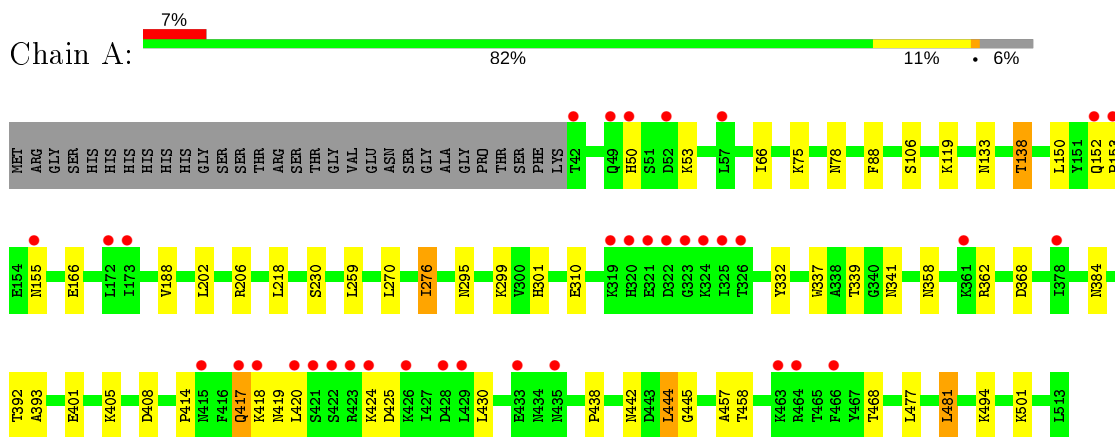 7%
Chain A:
82% 11% • 6%
MET ARG GLY SER HIS HIS HIS HIS HIS HIS GLY SER SER THR ARG SER THR GLY VAL GLU ASN SER GLY ALA GLY PRO THR SER PHE LYS T42 Q49 H50 S51 D52 K53 L57 I66 K75 N78 F88 S106 K119 N133 T138 L150 Y151 Q152 R153
E154 N155 E166 L172 I173 V188 L202 R206 L218 S230 L259 L270 I276 N295 K299 V300 H301 E310 K319 H320 E321 D322 G323 K324 I325 T326 Y332 W337 A338 T339 G340 N341 N358 K361 R362 D368 I378 N384
T392 A393 E401 K405 D408 P414 N415 F416 Q417 K418 N419 L420 S421 S422 R423 K424 D425 K426 I427 D428 L429 L430 E433 N434 N435 P438 N442 D443 L444 G445 A457 T458 K463 R464 T465 F466 Y467 T468 L477 L481 K494 K501 L513